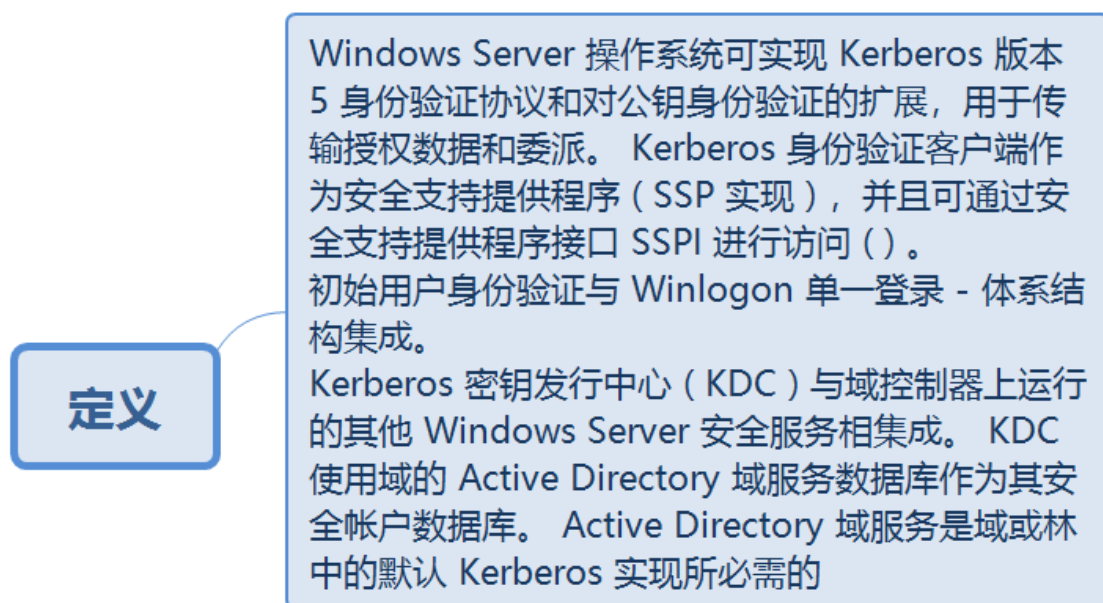 定义
Windows Server 操作系统可实现 Kerberos 版本
5 身份验证协议和对公钥身份验证的扩展，用于传
输授权数据和委派。 Kerberos 身份验证客户端作
为安全支持提供程序（SSP 实现），并且可通过安
全支持提供程序接口 SSPI 进行访问 ( ) 。
初始用户身份验证与 Winlogon 单一登录 - 体系结
构集成。
Kerberos 密钥发行中心（KDC）与域控制器上运行
的其他 Windows Server 安全服务相集成。 KDC
使用域的 Active Directory 域服务数据库作为其安
全帐户数据库。 Active Directory 域服务是域或林
中的默认 Kerberos 实现所必需的